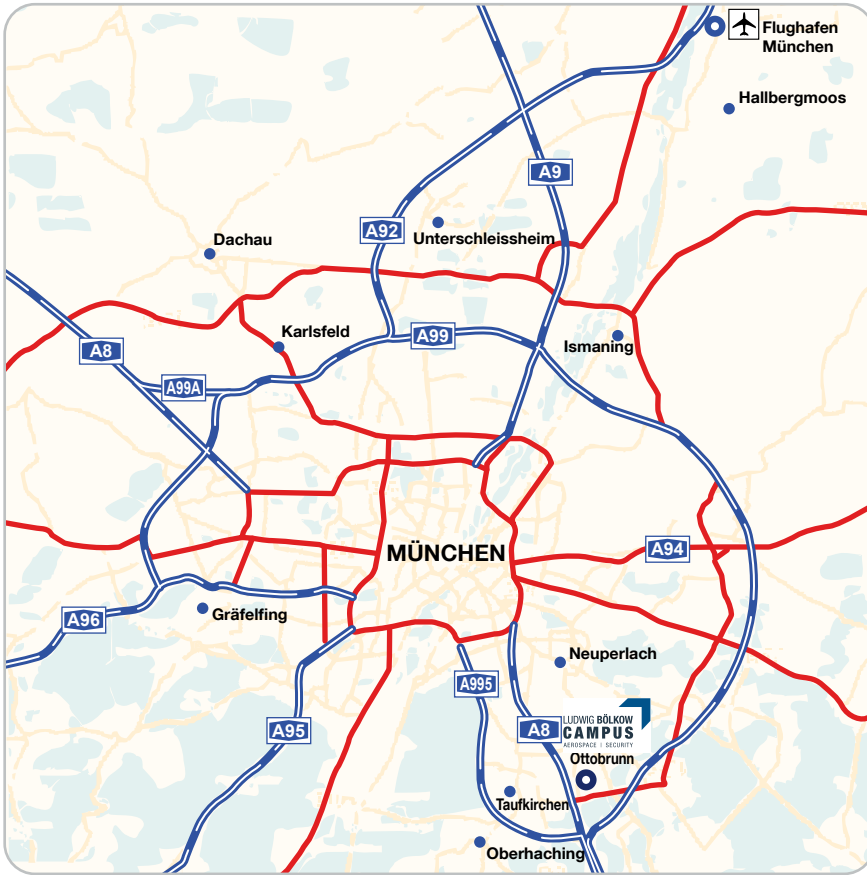 Flughafen
München
Hallbergmoos
A9
A92
Unterschleissheim
Dachau
Karlsfeld
A99
Ismaning
A8
A99A
MÜNCHEN
A94
A96
Gräfelfing
Neuperlach
A995
A95
A8
LUDWIG BÖLKOW
CAMPUS
AEROSPACE | SECURITY
Ottobrunn
Taufkirchen
Oberhaching